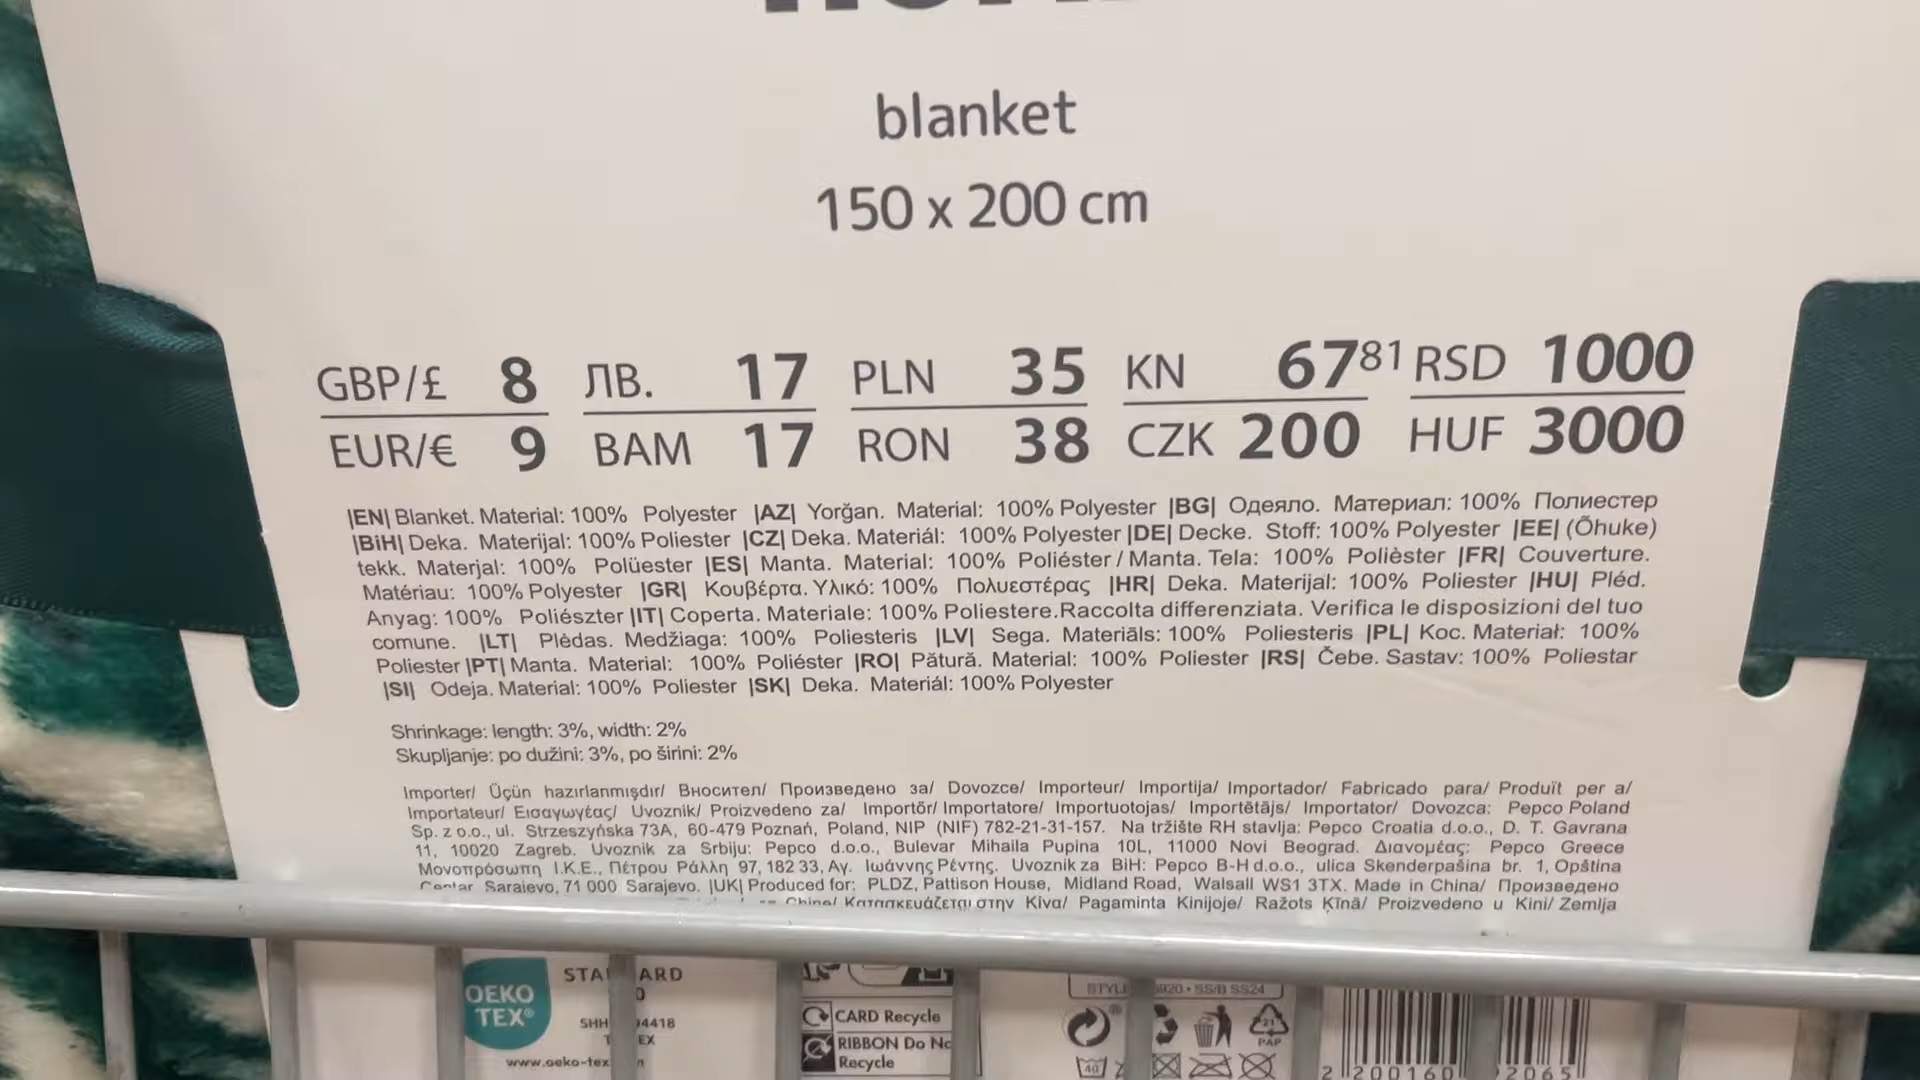 blanket
150 x 200 cm
GBP/£ 8 ЛВ. 17 PLN 35 KN 67⁸¹ RSD 1000
EUR/€ 9 BAM 17 RON 38 CZK 200 HUF 3000
|EN| Blanket. Material: 100% Polyester |AZ| Yorğan. Material: 100% Polyester |BG| Одеяло. Материал: 100% Полиестер
|BiH| Deka. Materijal: 100% Poliester |CZ| Deka. Materiál: 100% Polyester |DE| Decke. Stoff: 100% Polyester |EE| (Õhuke)
tekk. Materjal: 100% Polüester |ES| Manta. Material: 100% Poliéster / Manta. Tela: 100% Polièster |FR| Couverture.
Matériau: 100% Polyester |GR| Κουβέρτα. Υλικό: 100% Πολυεστέρας |HR| Deka. Materijal: 100% Poliester |HU| Pléd.
Anyag: 100% Poliészter |IT| Coperta. Materiale: 100% Poliestere.Raccolta differenziata. Verifica le disposizioni del tuo
comune. |LT| Plėdas. Medžiaga: 100% Poliesteris |LV| Sega. Materiāls: 100% Poliesteris |PL| Koc. Materiał: 100%
Poliester |PT| Manta. Material: 100% Poliéster |RO| Pătură. Material: 100% Poliester |RS| Čebe. Sastav: 100% Poliestar
|SI| Odeja. Material: 100% Poliester |SK| Deka. Materiál: 100% Polyester
Shrinkage: length: 3%, width: 2%
Skupljanje: po dužini: 3%, po širini: 2%
Importer/ Üçün hazırlanmışdır/ Вносител/ Произведено за/ Dovozce/ Importeur/ Importija/ Importador/ Fabricado para/ Produït per a/
Importateur/ Εισαγωγέας/ Uvoznik/ Proizvedeno za/ Importőr/ Importatore/ Importuotojas/ Importētājs/ Importator/ Dovozca: Pepco Poland
Sp. z o.o., ul. Strzeszyńska 73A, 60-479 Poznań, Poland, NIP (NIF) 782-21-31-157. Na tržište RH stavlja: Pepco Croatia d.o.o., D. T. Gavrana
11, 10020 Zagreb. Uvoznik za Srbiju: Pepco d.o.o., Bulevar Mihaila Pupina 10L, 11000 Novi Beograd. Διανομέας: Pepco Greece
Μονοπρόσωπη Ι.Κ.Ε., Πέτρου Ράλλη 97, 182 33, Αγ. Ιωάννης Ρέντης. Uvoznik za BiH: Pepco B-H d.o.o., ulica Skenderpašina br. 1, Opština
Centar Sarajevo, 71 000 Sarajevo. |UK| Produced for: PLDZ, Pattison House, Midland Road, Walsall WS1 3TX. Made in China/ Произведено
Κατασκευάζεται στην Κίνα/ Pagaminta Kinijoje/ Ražots Ķīnā/ Proizvedeno u Kini/ Zemlja
OEKO
TEX®
CARD Recycle
RIBBON Do
Recycle
SS/B SS24
21
PAP
40